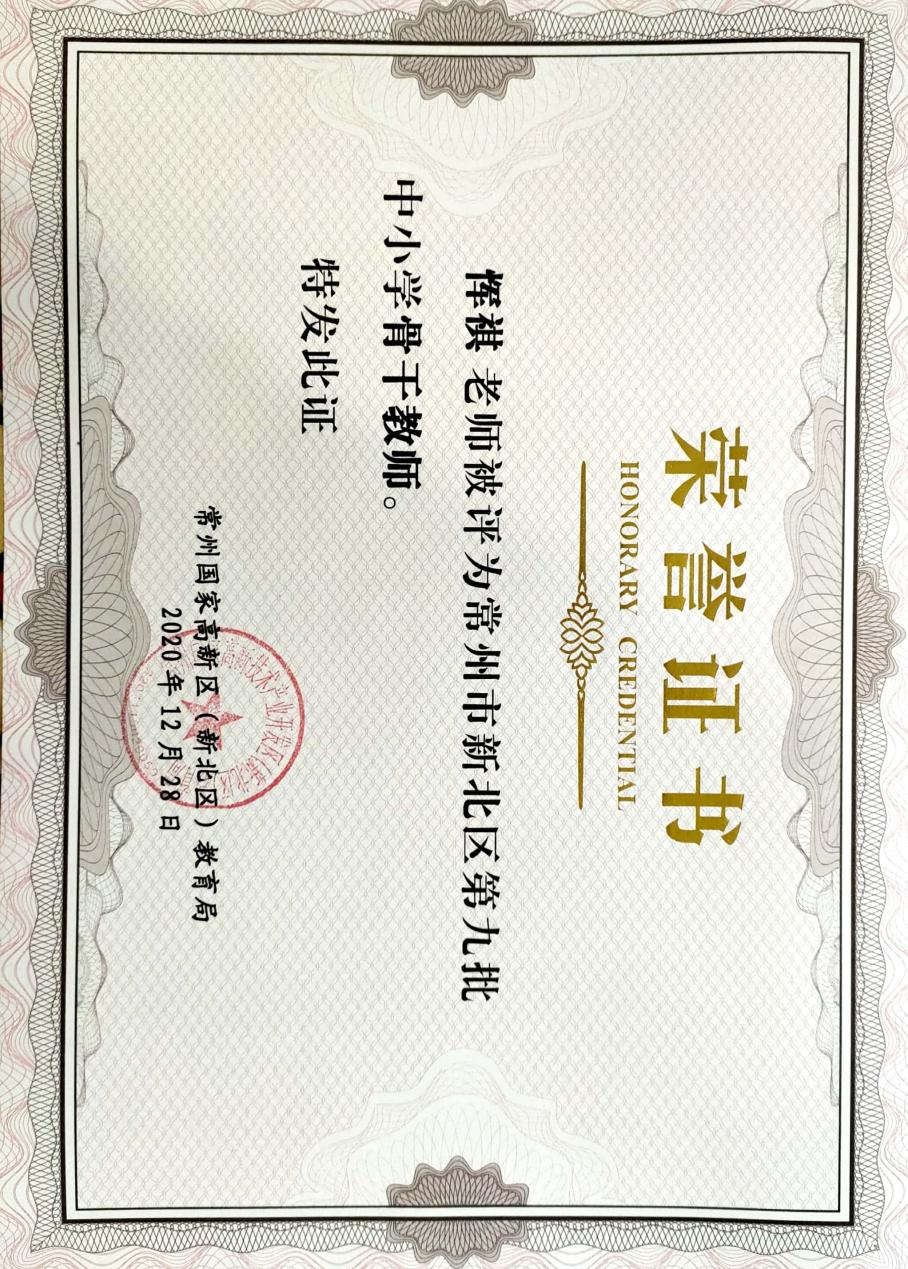 荣誉证书
HONORARY CREDENTIAL
恽祺 老师被评为常州市新北区第九批
中小学骨干教师。
特发此证
常州国家高新区（新北区）教育局
2020年12月28日